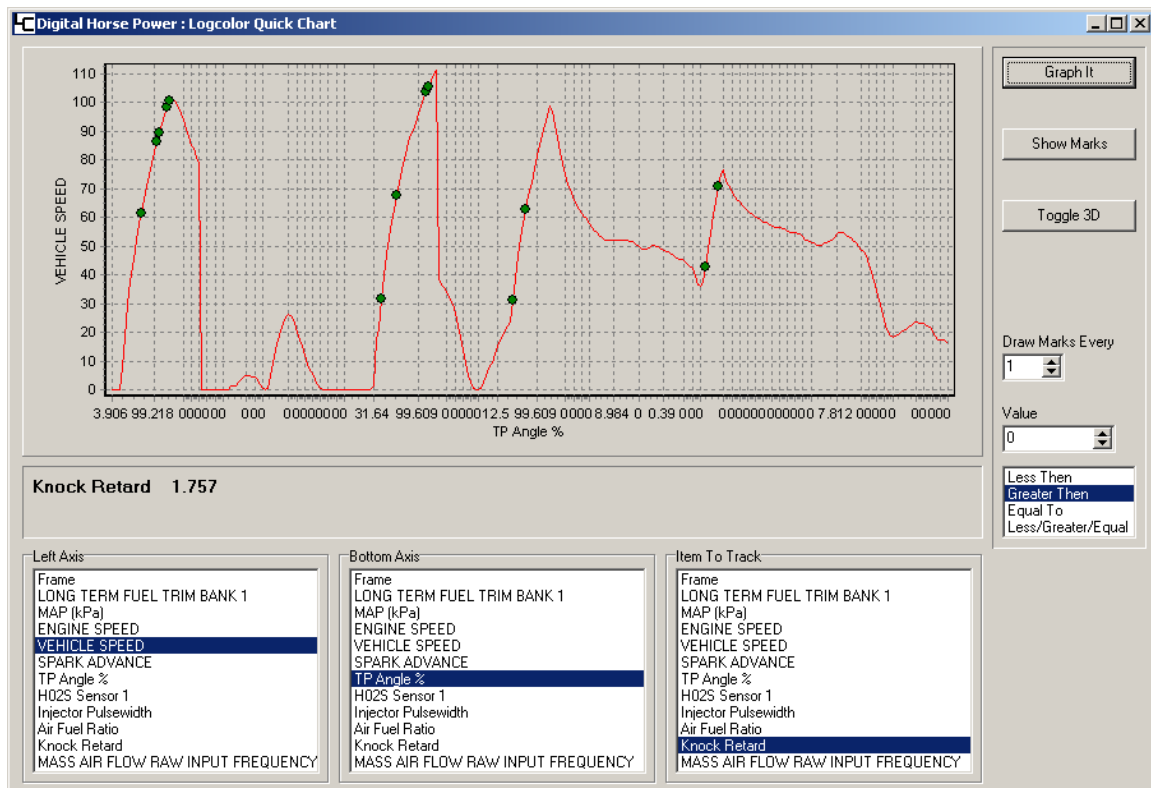 Digital Horse Power : Logcolor Quick Chart
VEHICLE SPEED
110
100
90
80
70
60
50
40
30
20
10
0
3.906 99.218 000000 000 00000000 31.64 99.609 00000 12.5 99.609 0000 8.984 0 0.39 000 000000000000 7.812 00000 00000
TP Angle %
Graph It
Show Marks
Toggle 3D
Draw Marks Every
1
Value
0
Less Then
Greater Then
Equal To
Less/Greater/Equal
Knock Retard 1.757
Left Axis
Frame
LONG TERM FUEL TRIM BANK 1
MAP (kPa)
ENGINE SPEED
VEHICLE SPEED
SPARK ADVANCE
TP Angle %
H02S Sensor 1
Injector Pulsewidth
Air Fuel Ratio
Knock Retard
MASS AIR FLOW RAW INPUT FREQUENCY
Bottom Axis
Frame
LONG TERM FUEL TRIM BANK 1
MAP (kPa)
ENGINE SPEED
VEHICLE SPEED
SPARK ADVANCE
TP Angle %
H02S Sensor 1
Injector Pulsewidth
Air Fuel Ratio
Knock Retard
MASS AIR FLOW RAW INPUT FREQUENCY
Item To Track
Frame
LONG TERM FUEL TRIM BANK 1
MAP (kPa)
ENGINE SPEED
VEHICLE SPEED
SPARK ADVANCE
TP Angle %
H02S Sensor 1
Injector Pulsewidth
Air Fuel Ratio
Knock Retard
MASS AIR FLOW RAW INPUT FREQUENCY